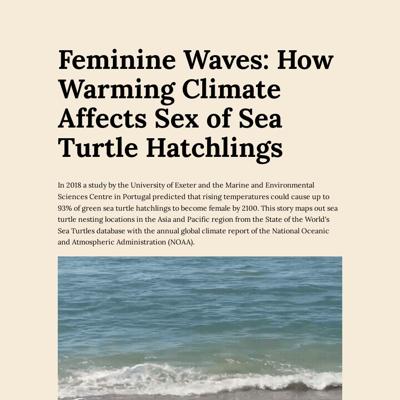 Feminine Waves: How
Warming Climate
Affects Sex of Sea
Turtle Hatchlings
In 2018 a study by the University of Exeter and the Marine and Environmental
Sciences Centre in Portugal predicted that rising temperatures could cause up to
93% of green sea turtle hatchlings to become female by 2100. This story maps out sea
turtle nesting locations in the Asia and Pacific region from the State of the World's
Sea Turtles database with the annual global climate report of the National Oceanic
and Atmospheric Administration (NOAA).